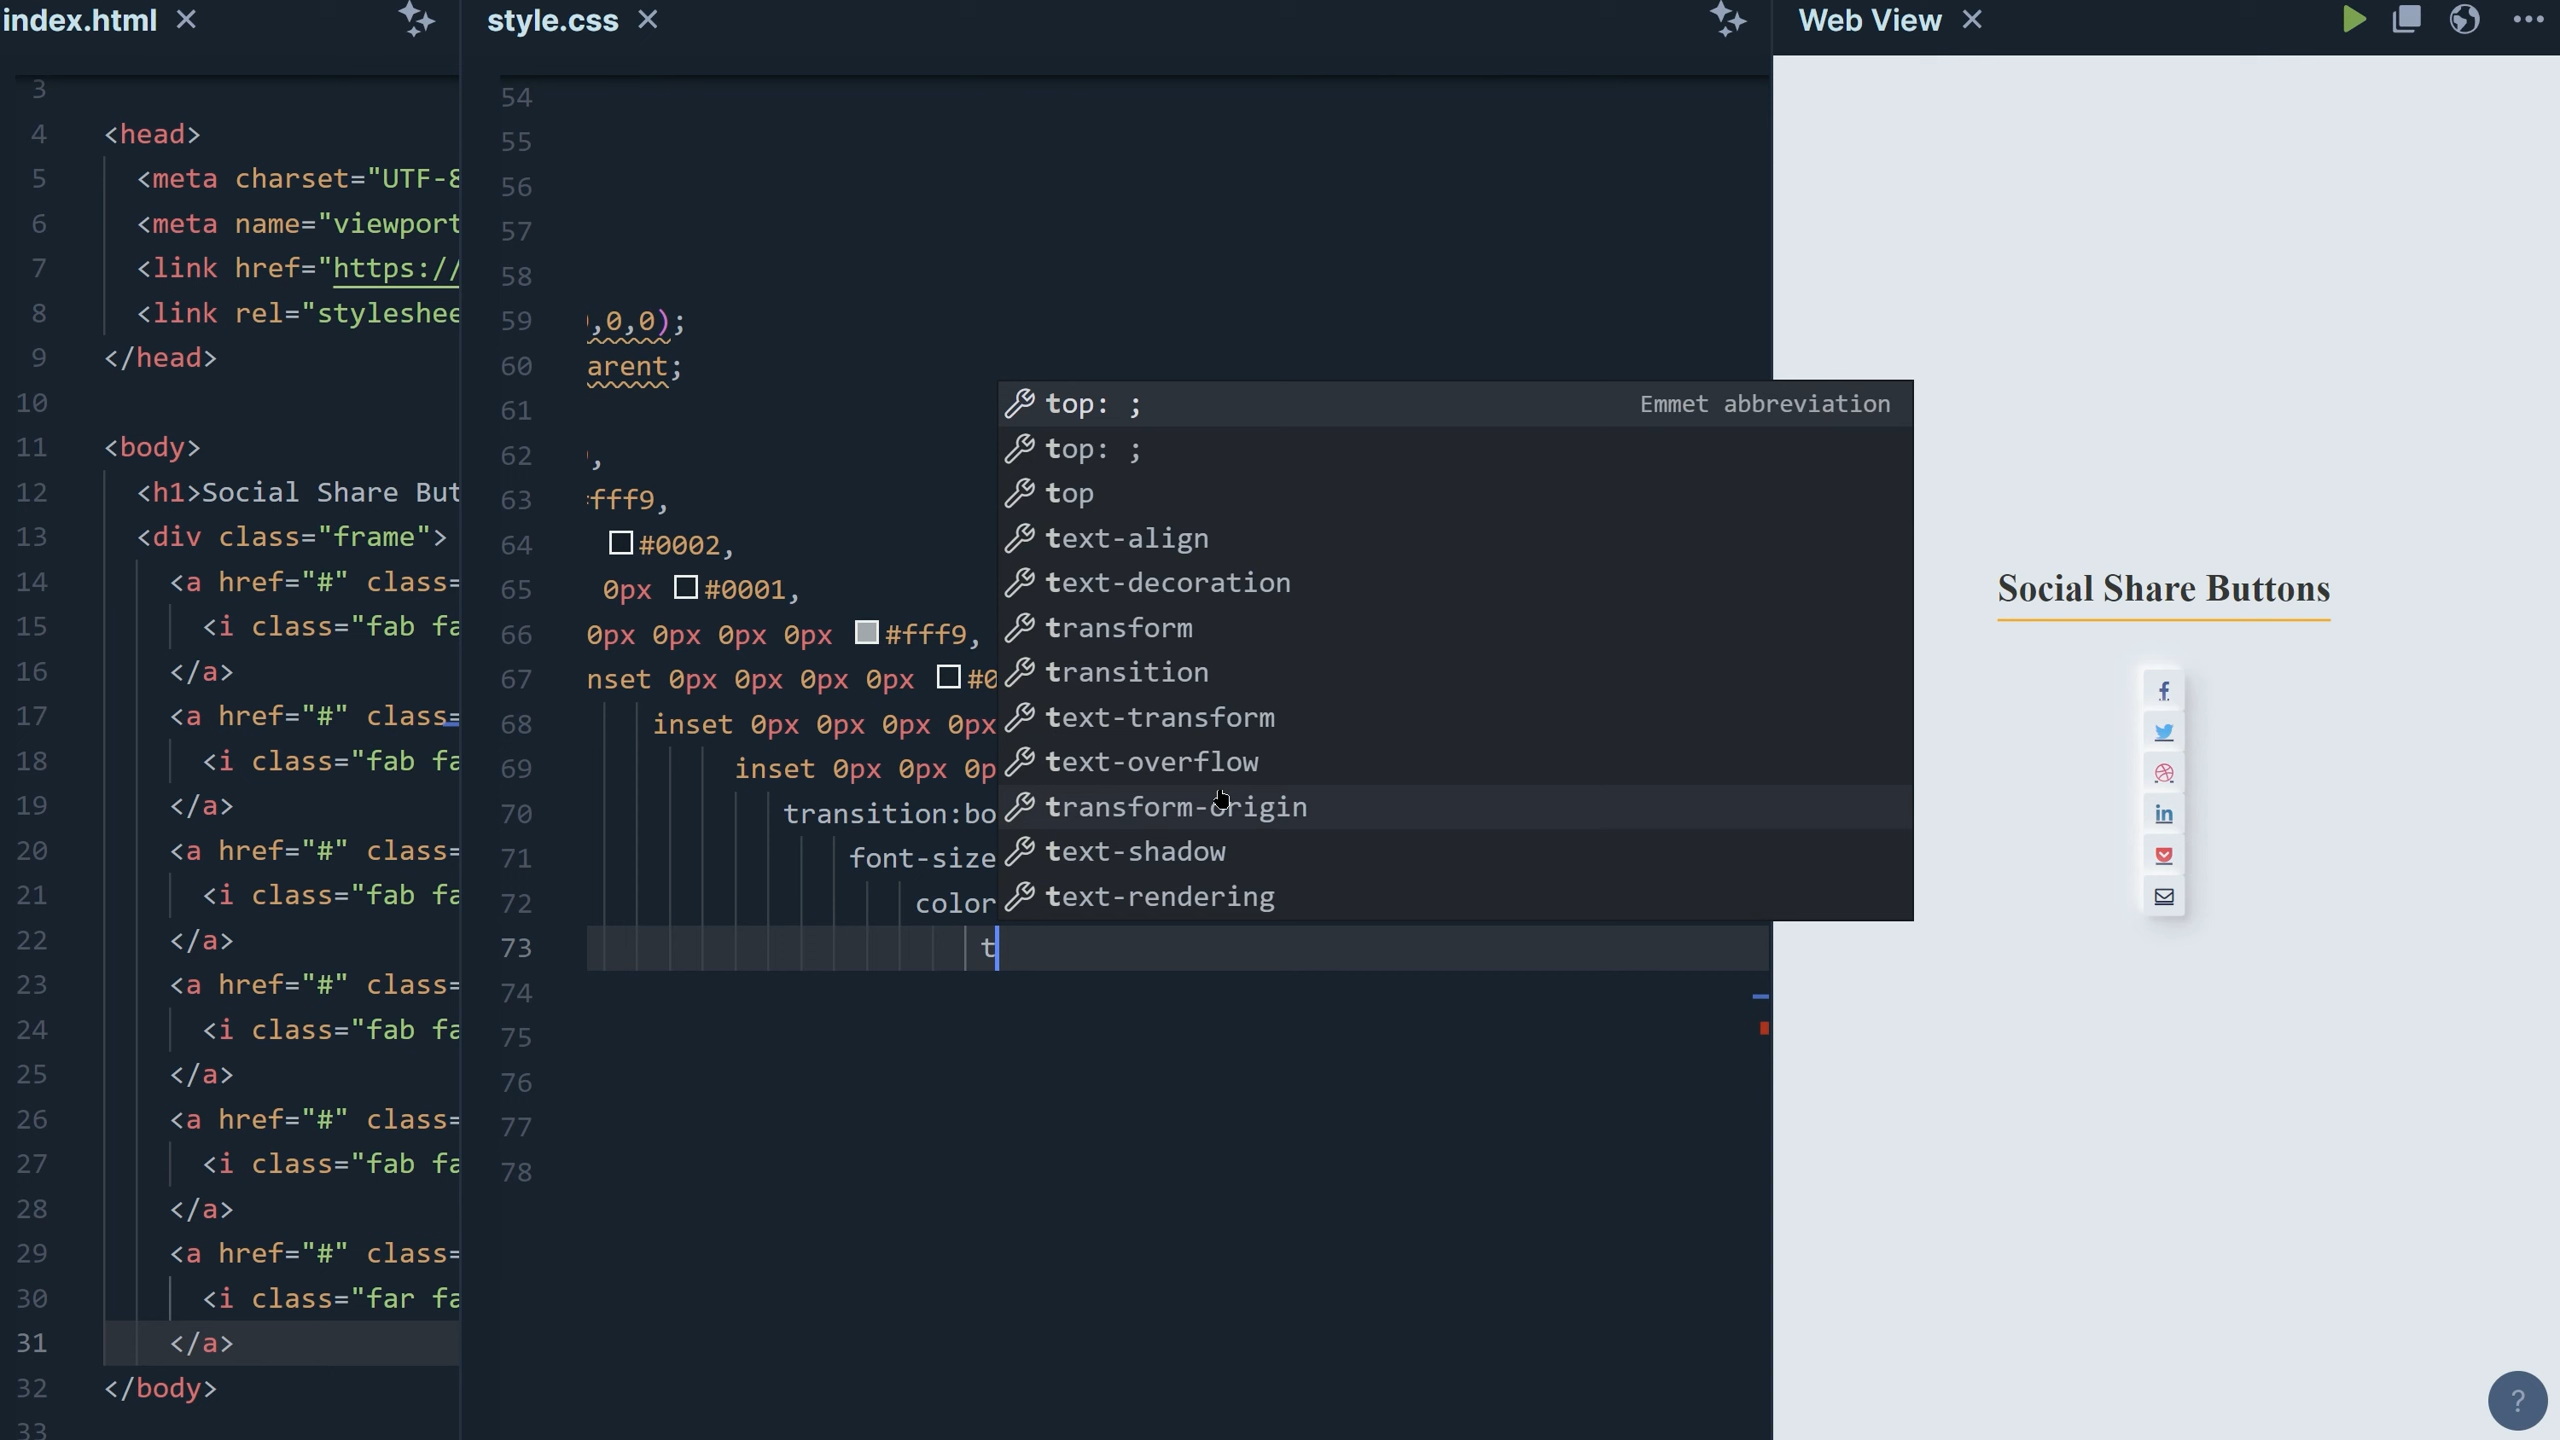 index.html
3
4 <head>
5 <meta charset="UTF-8
6 <meta name="viewport
7 <link href="https://
8 <link rel="styleshee
9 </head>
10
11 <body>
12 <h1>Social Share But
13 <div class="frame">
14 <a href="#" class=
15 <i class="fab fa
16 </a>
17 <a href="#" class=
18 <i class="fab fa
19 </a>
20 <a href="#" class=
21 <i class="fab fa
22 </a>
23 <a href="#" class=
24 <i class="fab fa
25 </a>
26 <a href="#" class=
27 <i class="fab fa
28 </a>
29 <a href="#" class=
30 <i class="far fa
31 </a>
32 </body>
33
style.css
54
55
56
57
58
59 ,0,0);
60 arent;
61
62 ,
63 fff9,
64 #0002,
65 0px #0001,
66 0px 0px 0px 0px #fff9,
67 nset 0px 0px 0px 0px #0
68 inset 0px 0px 0px 0px
69 inset 0px 0px 0p
70 transition:bo
71 font-size
72 color
73 t
74
75
76
77
78
top: ; Emmet abbreviation
top: ;
top
text-align
text-decoration
transform
transition
text-transform
text-overflow
transform-origin
text-shadow
text-rendering
Web View
Social Share Buttons
f
in
?